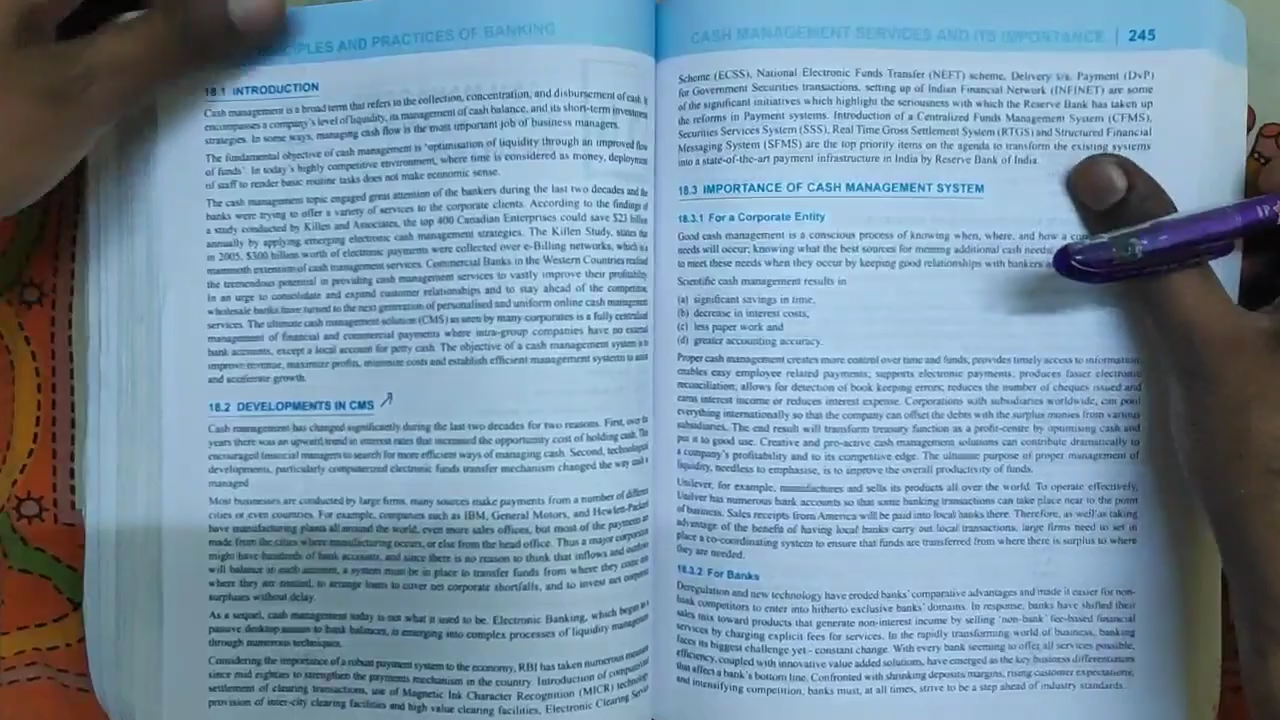 CIPLES AND PRACTICES OF BANKING
18.1 INTRODUCTION
Cash management is a broad term that refers to the collection, concentration, and disbursement of cash. It
encompasses a company's level of liquidity, its management of cash balance, and its short-term investment
strategies. In some ways, managing cash flow is the most important job of business managers.
The fundamental objective of cash management is 'optimisation of liquidity through an improved flow
of funds'. In today's highly competitive environment, where time is considered as money, deployment
of staff to render basic routine tasks does not make economic sense.
The cash management topic engaged great attention of the bankers during the last two decades and the
banks were trying to offer a variety of services to the corporate clients. According to the findings of
a study conducted by Killen and Associates, the top 400 Canadian Enterprises could save $23 billion
annually by applying emerging electronic cash management strategies. The Killen Study, states that
in 2005, $300 billion worth of electronic payments were collected over e-Billing networks, which is a
mammoth extension of cash management services. Commercial Banks in the Western Countries realised
the tremendous potential in providing cash management services to vastly improve their profitability.
In an urge to consolidate and expand customer relationships and to stay ahead of the competition,
wholesale banks have turned to the next generation of personalised and uniform online cash management
services. The ultimate cash management solution (CMS) as seen by many corporates is a fully centralised
management of financial and commercial payments where intra-group companies have no external
bank accounts, except a local account for petty cash. The objective of a cash management system is to
improve revenue, maximize profits, minimize costs and establish efficient management system to assist
and accelerate growth.
18.2 DEVELOPMENTS IN CMS
Cash management has changed significantly during the last two decades for two reasons. First, over the
years there was an upward trend in interest rates that increased the opportunity cost of holding cash. This
encouraged financial managers to search for more efficient ways of managing cash. Second, technological
developments, particularly computerized electronic funds transfer mechanism changed the way cash is
managed
Most businesses are conducted by large firms, many sources make payments from a number of different
cities or even countries. For example, companies such as IBM, General Motors, and Hewlett-Packard
have manufacturing plants all around the world, even more sales offices, but most of the payments are
made from the cities where manufacturing occurs, or else from the head office. Thus a major corporation
might have hundreds of bank accounts, and since there is no reason to think that inflows and outflows
will balance in each account, a system must be in place to transfer funds from where they come to
where they are needed, to arrange loans to cover net corporate shortfalls, and to invest net corporate
surpluses without delay.
As a sequel, cash management today is not what it used to be. Electronic Banking, which began as
passive desktop access to bank balances, is emerging into complex processes of liquidity management
through numerous techniques.
Considering the importance of a robust payment system to the economy, RBI has taken numerous measures
since mid eighties to strengthen the payments mechanism in the country. Introduction of computerised
settlement of clearing transactions, use of Magnetic Ink Character Recognition (MICR) technology,
provision of inter-city clearing facilities and high value clearing facilities, Electronic Clearing Service
CASH MANAGEMENT SERVICES AND ITS IMPORTANCE | 245
Scheme (ECSS), National Electronic Funds Transfer (NEFT) scheme, Delivery v/s. Payment (DvP)
for Government Securities transactions, setting up of Indian Financial Network (INFINET) are some
of the significant initiatives which highlight the seriousness with which the Reserve Bank has taken up
the reforms in Payment systems. Introduction of a Centralized Funds Management System (CFMS),
Securities Services System (SSS), Real Time Gross Settlement System (RTGS) and Structured Financial
Messaging System (SFMS) are the top priority items on the agenda to transform the existing systems
into a state-of-the-art payment infrastructure in India by Reserve Bank of India.
18.3 IMPORTANCE OF CASH MANAGEMENT SYSTEM
18.3.1 For a Corporate Entity
Good cash management is a conscious process of knowing when, where, and how a
needs will occur; knowing what the best sources for meeting additional cash needs
to meet these needs when they occur by keeping good relationships with bankers
Scientific cash management results in
(a) significant savings in time,
(b) decrease in interest costs,
(c) less paper work and
(d) greater accounting accuracy.
Proper cash management creates more control over time and funds; provides timely access to information,
enables easy employee related payments; supports electronic payments, produces faster electronic
reconciliation; allows for detection of book keeping errors; reduces the number of cheques issued and
earns interest income or reduces interest expense. Corporations with subsidiaries worldwide, can pool
everything internationally so that the company can offset the debts with the surplus monies from various
subsidiaries. The end result will transform treasury function as a profit-centre by optimising cash and
put it to good use. Creative and pro-active cash management solutions can contribute dramatically to
a company's profitability and to its competitive edge. The ultimate purpose of proper management of
liquidity, needless to emphasise, is to improve the overall productivity of funds.
Unilever, for example, manufactures and sells its products all over the world. To operate effectively,
Unilver has numerous bank accounts so that some banking transactions can take place near to the point
of business. Sales receipts from America will be paid into local banks there. Therefore, as well as taking
advantage of the benefit of having local banks carry out local transactions, large firms need to set in
place a co-coordinating system to ensure that funds are transferred from where there is surplus to where
they are needed.
18.3.2 For Banks
Deregulation and new technology have eroded banks' comparative advantages and made it easier for non-
bank competitors to enter into hitherto exclusive banks' domains. In response, banks have shifted their
sales mix toward products that generate non-interest income by selling 'non-bank' fee-based financial
services by charging explicit fees for services. In the rapidly transforming world of business, banking
faces its biggest challenge yet - constant change. With every bank seeming to offer all services possible,
efficiency, coupled with innovative value added solutions, have emerged as the key business differentiators
that affect a bank's bottom line. Confronted with shrinking deposits margins, rising customer expectations,
and intensifying competition, banks must, at all times, strive to be a step ahead of industry standards.